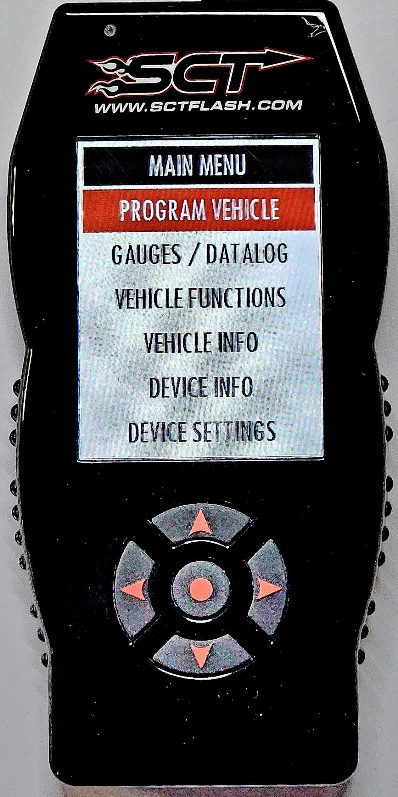 SCT
WWW.SCTFLASH.COM
MAIN MENU
PROGRAM VEHICLE
GAUGES / DATALOG
VEHICLE FUNCTIONS
VEHICLE INFO
DEVICE INFO
DEVICE SETTINGS